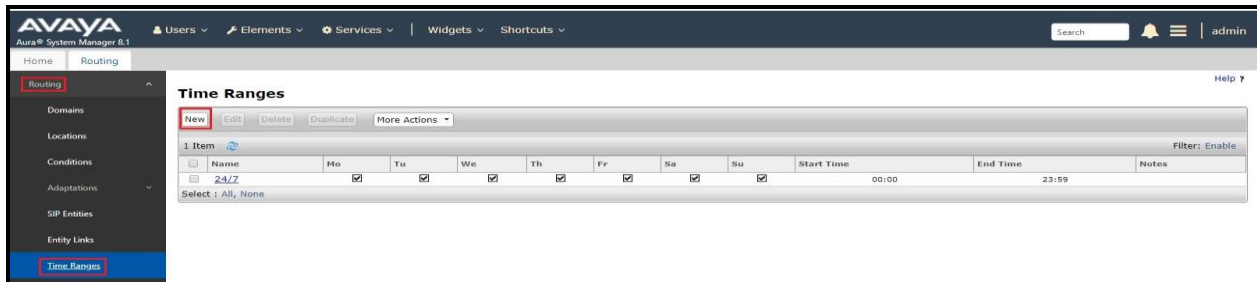 AVAYA
Aura® System Manager 8.1
Users Elements Services | Widgets Shortcuts Search admin
Home Routing
Routing
Domains
Locations
Conditions
Adaptations
SIP Entities
Entity Links
Time Ranges
Help ?
Time Ranges
New Edit Delete Duplicate More Actions
1 Item Filter: Enable
Name Mo Tu We Th Fr Sa Su Start Time End Time Notes
24/7 00:00 23:59
Select : All, None